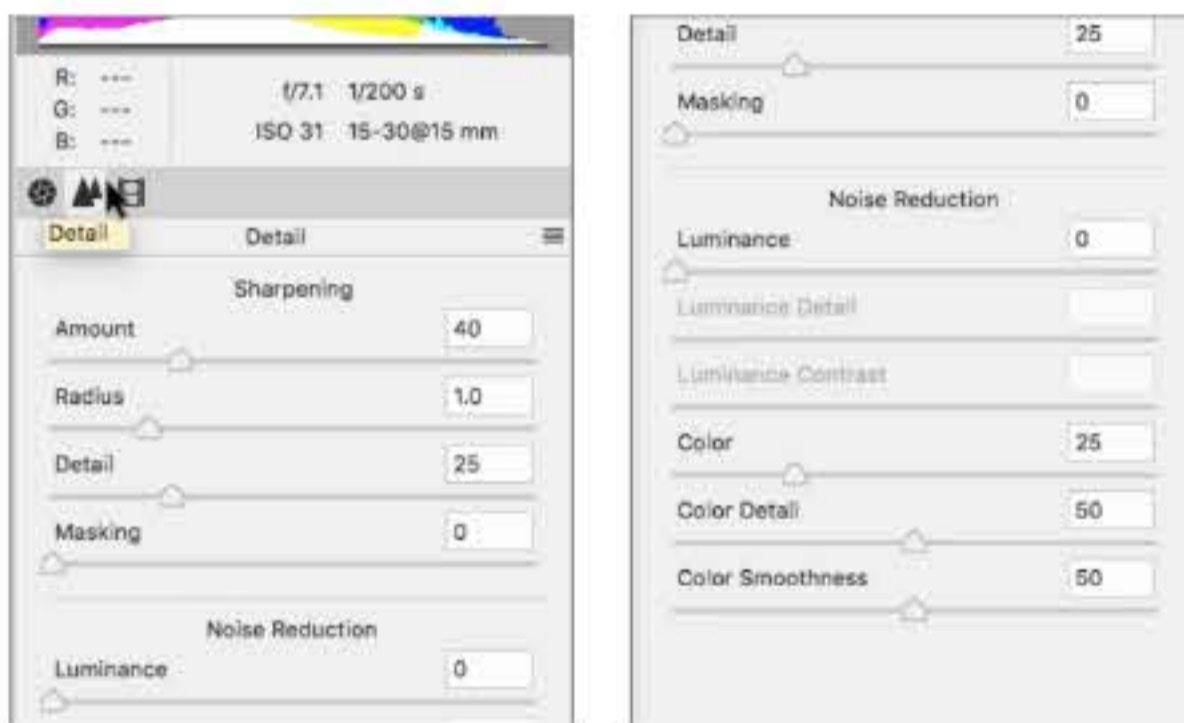 R: ---
G: ---
B: ---
f/7.1 1/200 s
ISO 31 15-30@15 mm
Detail
Detail
Sharpening
Amount 40
Radius 1.0
Detail 25
Masking 0
Noise Reduction
Luminance 0
Detail 25
Masking 0
Noise Reduction
Luminance 0
Luminance Detail
Luminance Contrast
Color 25
Color Detail 50
Color Smoothness 50